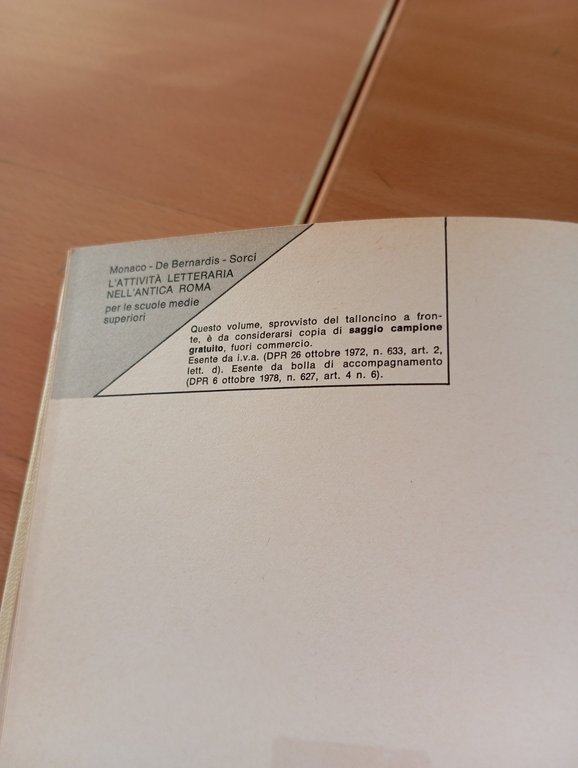 Monaco - De Bernardis - Sorci
L'ATTIVITÀ LETTERARIA
NELL'ANTICA ROMA
per le scuole medie
superiori
Questo volume, sprovvisto del talloncino a fron-
te, è da considerarsi copia di saggio campione
gratuito, fuori commercio.
Esente da i.v.a. (DPR 26 ottobre 1972, n. 633, art. 2,
lett. d). Esente da bolla di accompagnamento
(DPR 6 ottobre 1978, n. 627, art. 4 n. 6).